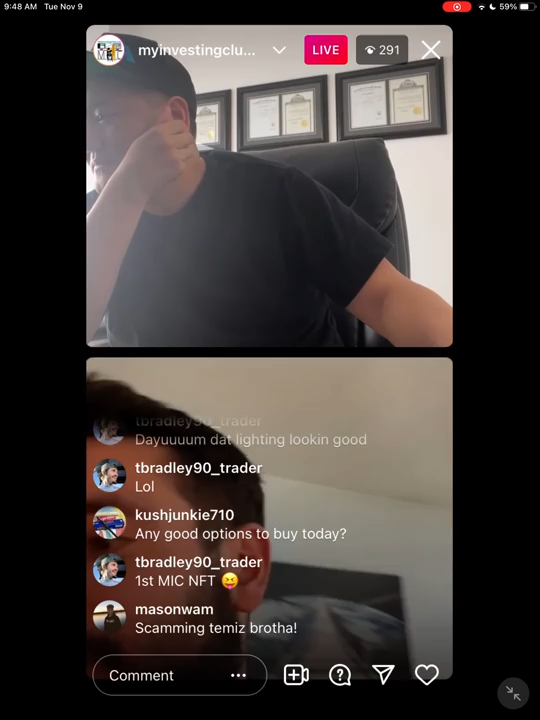 9:48 AM Tue Nov 9
59%
myinvestingclu...
LIVE
291
tbradley90_trader
Dayuuuum dat lighting lookin good
tbradley90_trader
Lol
kushjunkie710
Any good options to buy today?
tbradley90_trader
1st MIC NFT 😝
masonwam
Scamming temiz brotha!
Comment